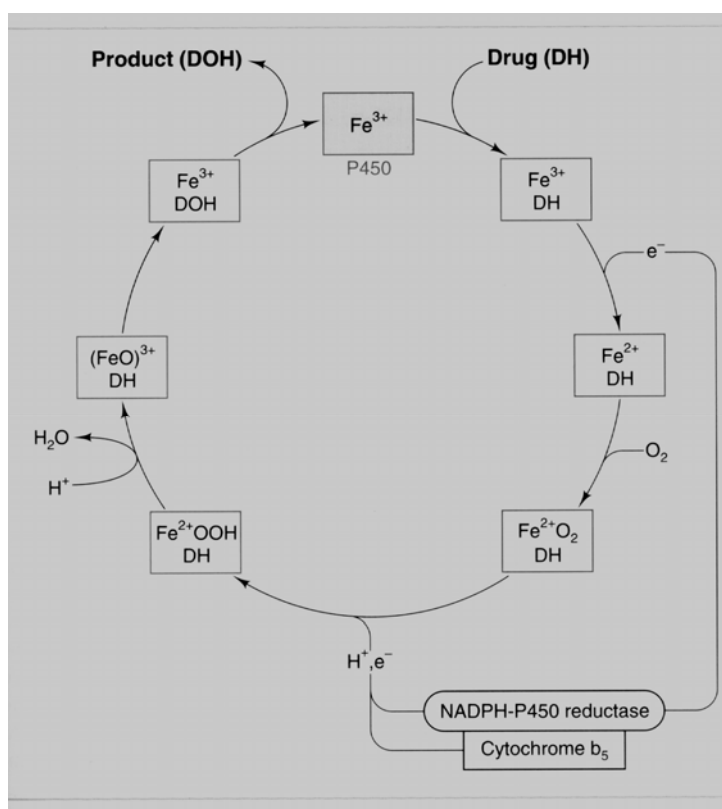 Product (DOH)
Drug (DH)
Fe³⁺
P450
Fe³⁺
DOH
Fe³⁺
DH
e⁻
(FeO)³⁺
DH
Fe²⁺
DH
H₂O
H⁺
O₂
Fe²⁺OOH
DH
Fe²⁺O₂
DH
H⁺,e⁻
NADPH-P450 reductase
Cytochrome b₅